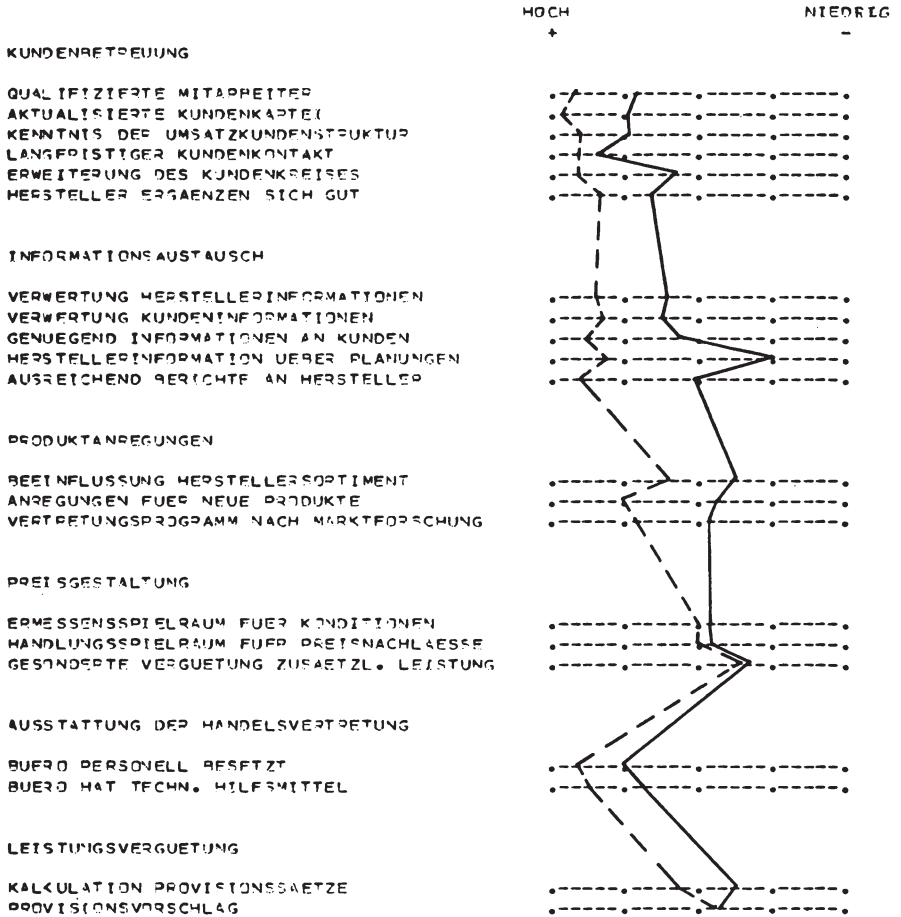 HOCH NIEDRIG
+ -
KUNDENBETREUUNG
QUALIFIZIERTE MITARBEITER
AKTUALISIERTE KUNDENKARTEI
KENNTNIS DER UMSATZKUNDENSTRUKTUR
LANGFRISTIGER KUNDENKONTAKT
ERWEITERUNG DES KUNDENKREISES
HERSTELLER ERGAENZEN SICH GUT
INFORMATIONSAUSTAUSCH
VERWERTUNG HERSTELLERINFORMATIONEN
VERWERTUNG KUNDENINFORMATIONEN
GENUEGEND INFORMATIONEN AN KUNDEN
HERSTELLERINFORMATION UEBER PLANUNGEN
AUSREICHEND BERICHTE AN HERSTELLER
PRODUKTANREGUNGEN
BEEINFLUSSUNG HERSTELLERSORTIMENT
ANREGUNGEN FUER NEUE PRODUKTE
VERTRETUNGSPROGRAMM NACH MARKTFORSCHUNG
PREISGESTALTUNG
ERMESSENSSPIELRAUM FUER KONDITIONEN
HANDLUNGSSPIELRAUM FUER PREISNACHLAESSE
GESONDERTE VERGUETUNG ZUSAETZL. LEISTUNG
AUSSTATTUNG DER HANDELSVERTRETUNG
BUERO PERSONELL BESETZT
BUERO HAT TECHN. HILFSMITTEL
LEISTUNGSVERGUETUNG
KALKULATION PROVISIONSSAETZE
PROVISIONSVORSCHLAG